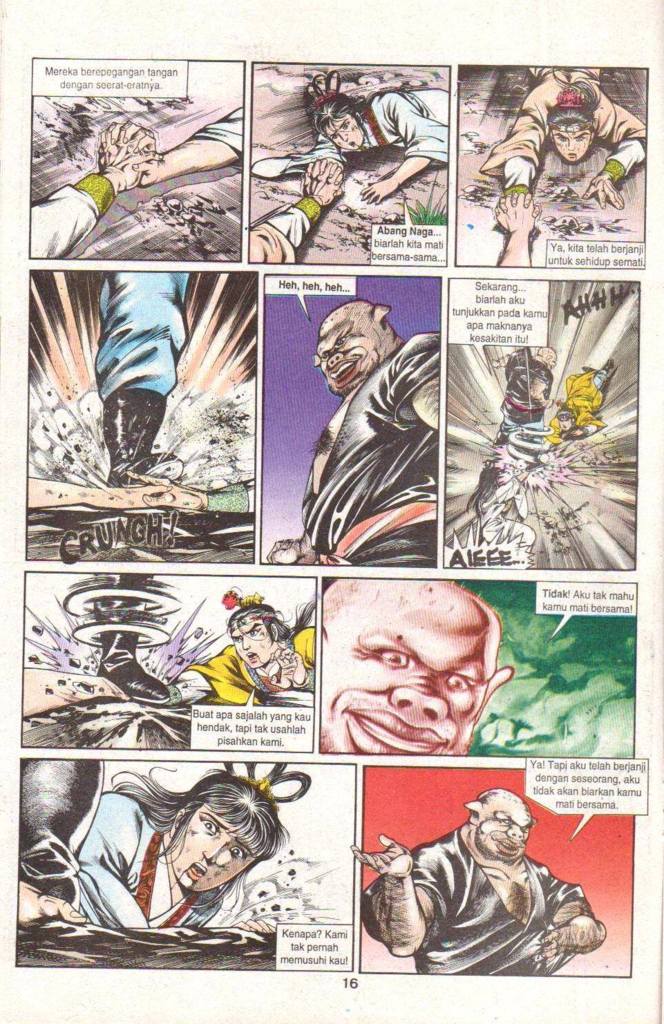 Mereka berepegangan tangan
dengan seerat-eratnya.
Abang Naga...
biarlah kita mati
bersama-sama...
Ya, kita telah berjanji
untuk sehidup semati.
CRUNCH!
Heh, heh, heh...
Sekarang...
biarlah aku
tunjukkan pada kamu
apa maknanya
kesakitan itu!
AHHH
AIEEE...
Buat apa sajalah yang kau
hendak, tapi tak usahlah
pisahkan kami.
Tidak! Aku tak mahu
kamu mati bersama!
Kenapa? Kami
tak pernah
memusuhi kau!
Ya! Tapi aku telah berjanji
dengan seseorang, aku
tidak akan biarkan kamu
mati bersama.
16